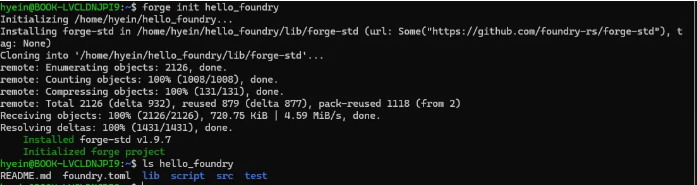 hyein@BOOK-LVCLDNJPI9:~$ forge init hello_foundry
Initializing /home/hyein/hello_foundry...
Installing forge-std in /home/hyein/hello_foundry/lib/forge-std (url: Some("https://github.com/foundry-rs/forge-std"), t
ag: None)
Cloning into '/home/hyein/hello_foundry/lib/forge-std'...
remote: Enumerating objects: 2126, done.
remote: Counting objects: 100% (1008/1008), done.
remote: Compressing objects: 100% (131/131), done.
remote: Total 2126 (delta 932), reused 879 (delta 877), pack-reused 1118 (from 2)
Receiving objects: 100% (2126/2126), 720.75 KiB | 4.59 MiB/s, done.
Resolving deltas: 100% (1431/1431), done.
Installed forge-std v1.9.7
Initialized forge project
hyein@BOOK-LVCLDNJPI9:~$ ls hello_foundry
README.md foundry.toml lib script src test